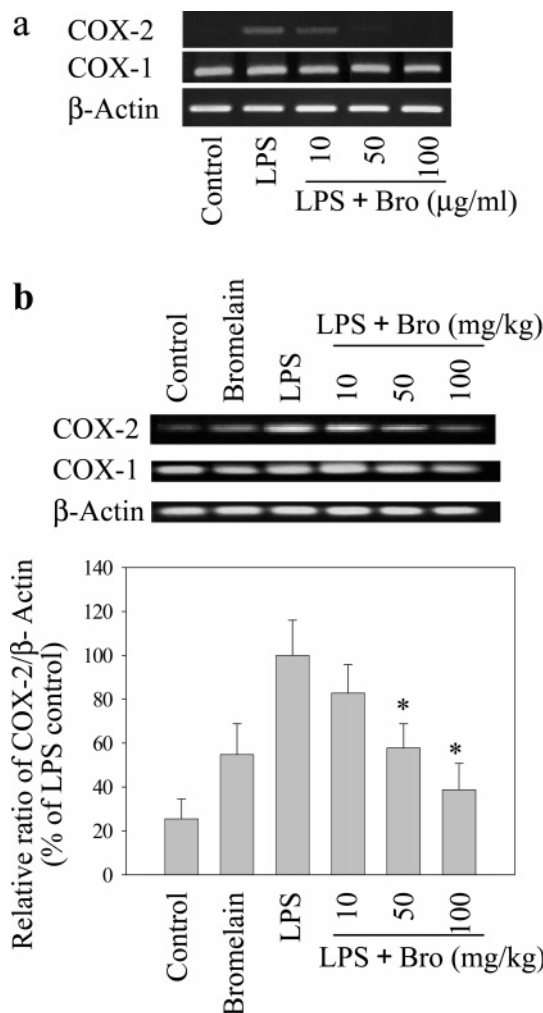 a
COX-2
COX-1
β-Actin
Control
LPS
10
50
100
LPS + Bro (µg/ml)
b
Control
Bromelain
LPS
LPS + Bro (mg/kg)
10
50
100
COX-2
COX-1
β-Actin
Relative ratio of COX-2/β- Actin
(% of LPS control)
140
120
100
80
60
40
20
0
*
*
Control
Bromelain
LPS
10
50
100
LPS + Bro (mg/kg)